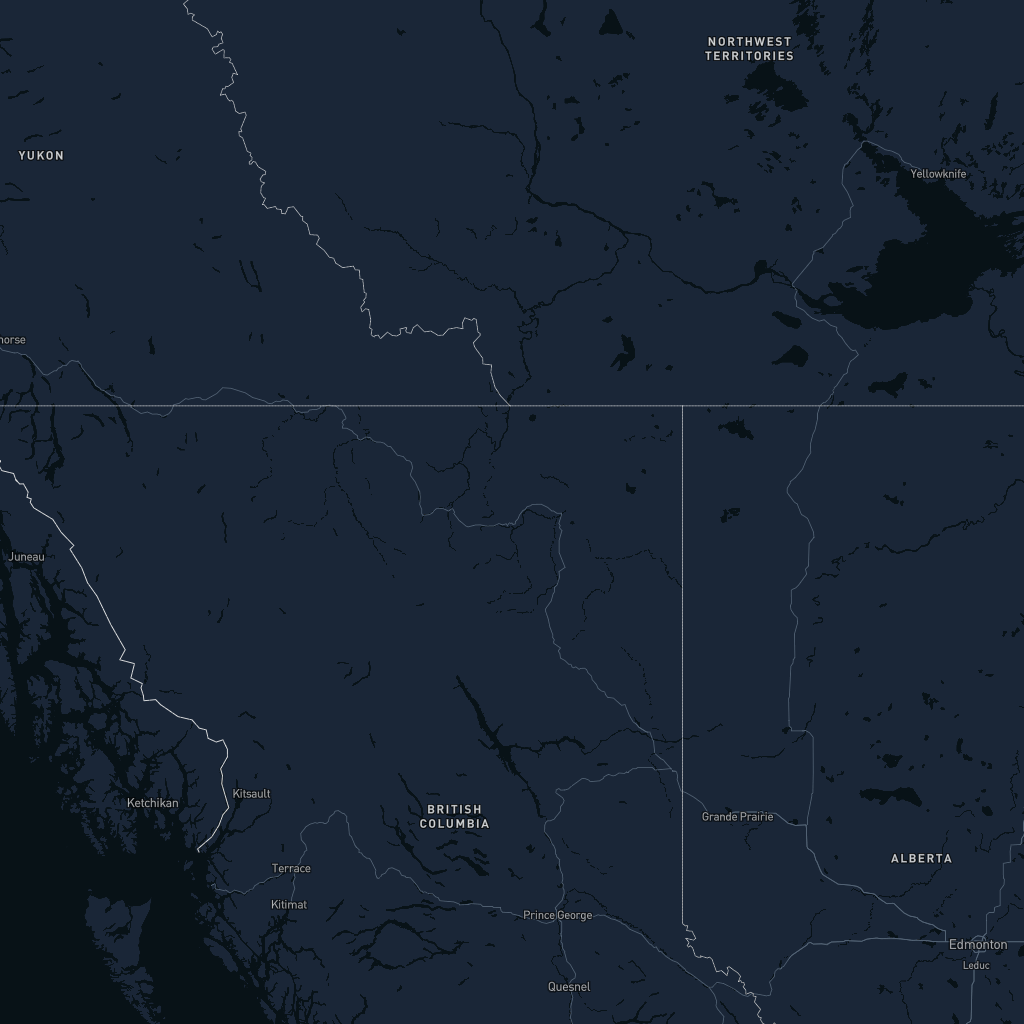 NORTHWEST
TERRITORIES
YUKON
Yellowknife
horse
Juneau
Kitsault
Ketchikan
BRITISH
COLUMBIA
Grande Prairie
ALBERTA
Terrace
Kitimat
Prince George
Edmonton
Leduc
Quesnel